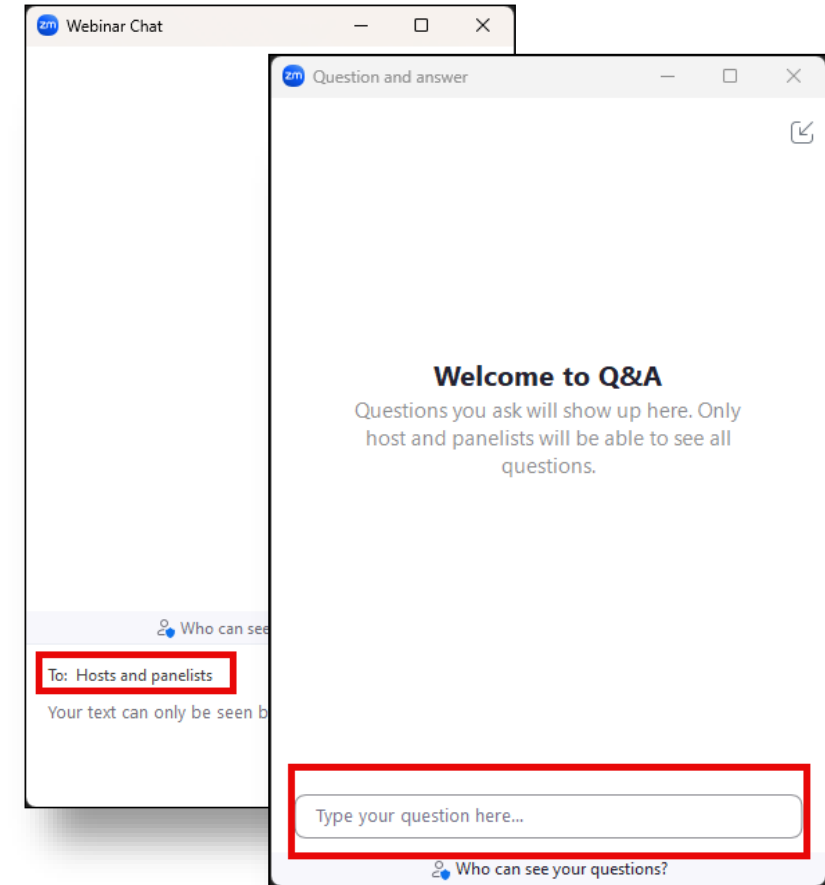 zm Webinar Chat
Who can see
To: Hosts and panelists
Your text can only be seen b
zm Question and answer
Welcome to Q&A
Questions you ask will show up here. Only
host and panelists will be able to see all
questions.
Type your question here...
Who can see your questions?